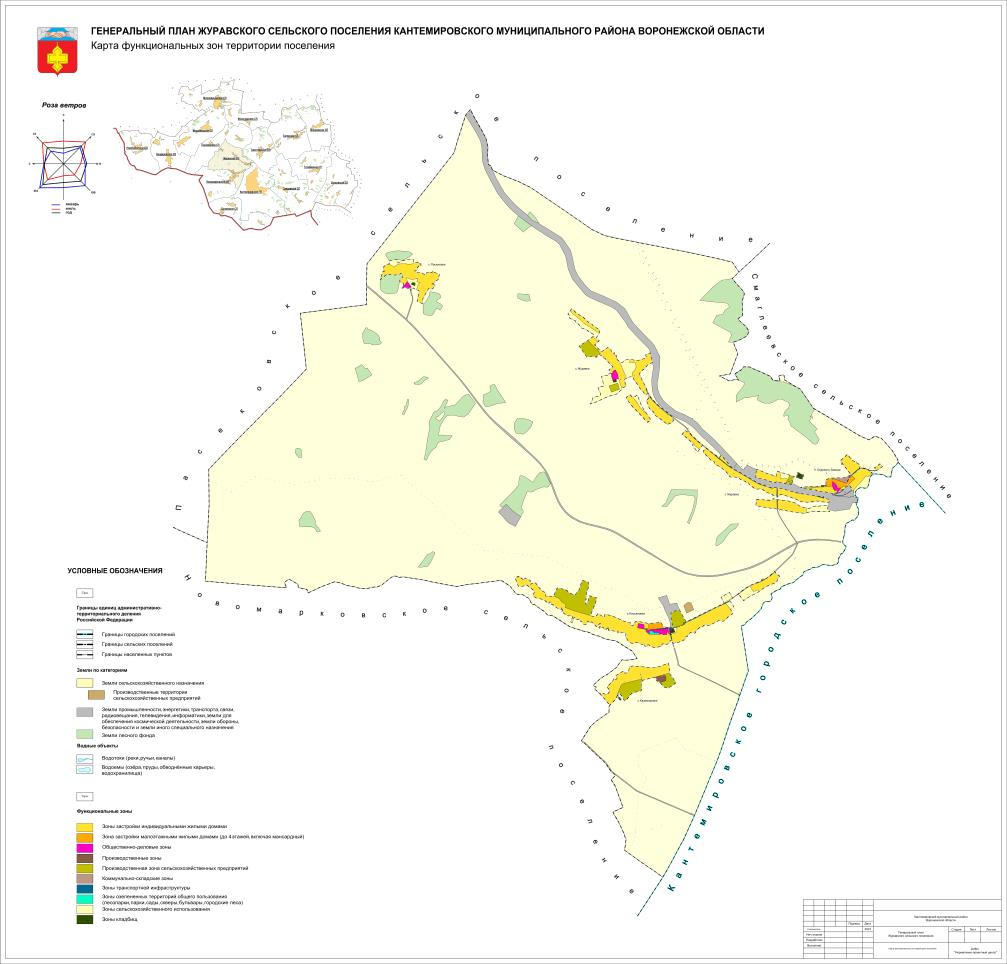 ГЕНЕРАЛЬНЫЙ ПЛАН ЖУРАВСКОГО СЕЛЬСКОГО ПОСЕЛЕНИЯ КАНТЕМИРОВСКОГО МУНИЦИПАЛЬНОГО РАЙОНА ВОРОНЕЖСКОЙ ОБЛАСТИ
Карта функциональных зон территории поселения
Роза ветров
январь
июль
год
Пасековское сельское поселение
Смаглеевское сельское поселение
Новомарковское сельское поселение
Кантемировское городское поселение
УСЛОВНЫЕ ОБОЗНАЧЕНИЯ
Границы единиц административно-
территориального деления
Российской Федерации
Границы городских поселений
Границы сельских поселений
Границы населенных пунктов
Земли по категориям
Земли сельскохозяйственного назначения
Производственные территории
сельскохозяйственных предприятий
Земли промышленности, энергетики, транспорта, связи,
радиовещания, телевидения, информатики, земли для
обеспечения космической деятельности, земли обороны,
безопасности и земли иного специального назначения
Земли лесного фонда
Водные объекты
Водотоки (реки, ручьи, каналы)
Водоемы (озёра, пруды, обводнённые карьеры,
водохранилища)
Функциональные зоны
Зоны застройки индивидуальными жилыми домами
Зона застройки малоэтажными жилыми домами (до 4 этажей, включая мансардный)
Общественно-деловые зоны
Производственные зоны
Производственная зона сельскохозяйственных предприятий
Коммунально-складские зоны
Зоны транспортной инфраструктуры
Зоны озелененных территорий общего пользования
(лесопарки, парки, сады, скверы, бульвары, городские леса)
Зоны сельскохозяйственного использования
Зоны кладбищ